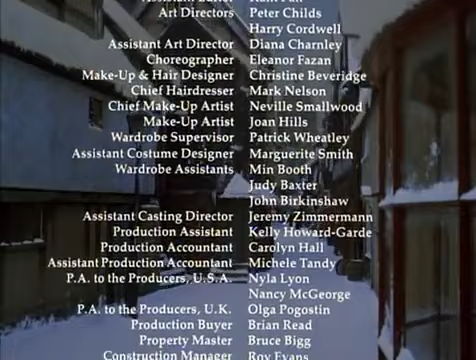 Art Directors Peter Childs
Harry Cordwell
Assistant Art Director Diana Charnley
Choreographer Eleanor Fazan
Make-Up & Hair Designer Christine Beveridge
Chief Hairdresser Mark Nelson
Chief Make-Up Artist Neville Smallwood
Make-Up Artist Joan Hills
Wardrobe Supervisor Patrick Wheatley
Assistant Costume Designer Marguerite Smith
Wardrobe Assistants Min Booth
Judy Baxter
John Birkinshaw
Assistant Casting Director Jeremy Zimmermann
Production Assistant Kelly Howard-Garde
Production Accountant Carolyn Hall
Assistant Production Accountant Michele Tandy
P.A. to the Producers, U.S.A. Nyla Lyon
Nancy McGeorge
P.A. to the Producers, U.K. Olga Pogostin
Production Buyer Brian Read
Property Master Bruce Bigg
Construction Manager Roy Evans